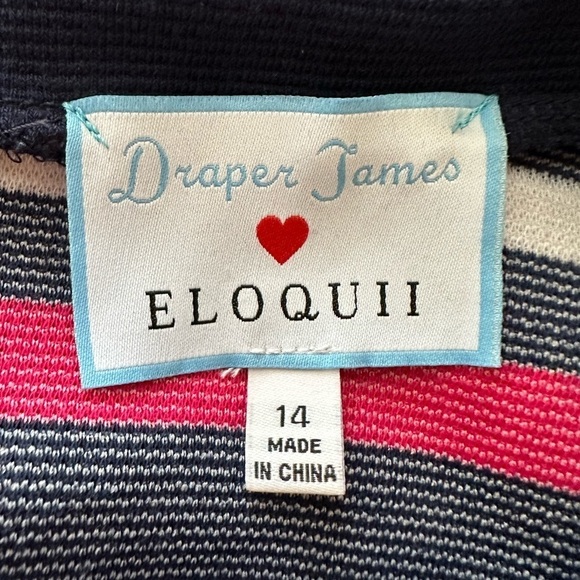 Draper James
ELOQUII
14
MADE
IN CHINA